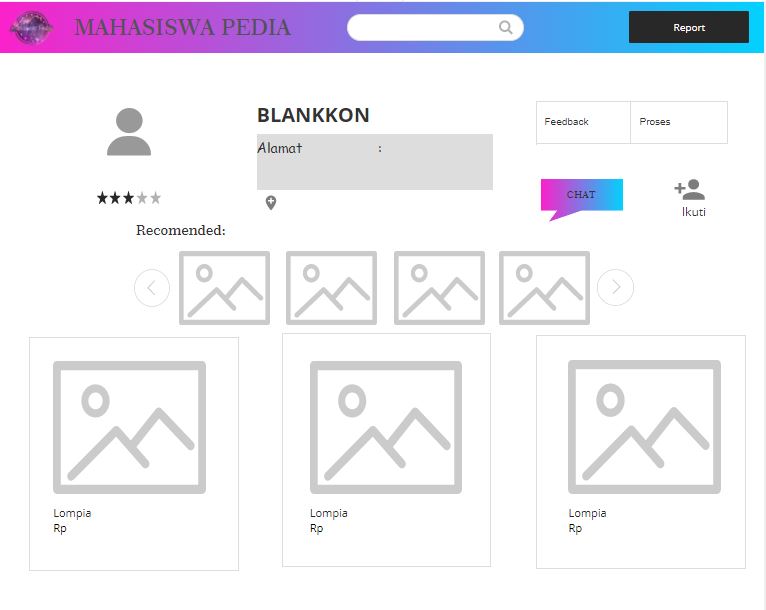 MAHASISWA PEDIA
Report
BLANKKON
Alamat :
Feedback
Proses
CHAT
Ikuti
Recomended:
Lompia
Rp
Lompia
Rp
Lompia
Rp